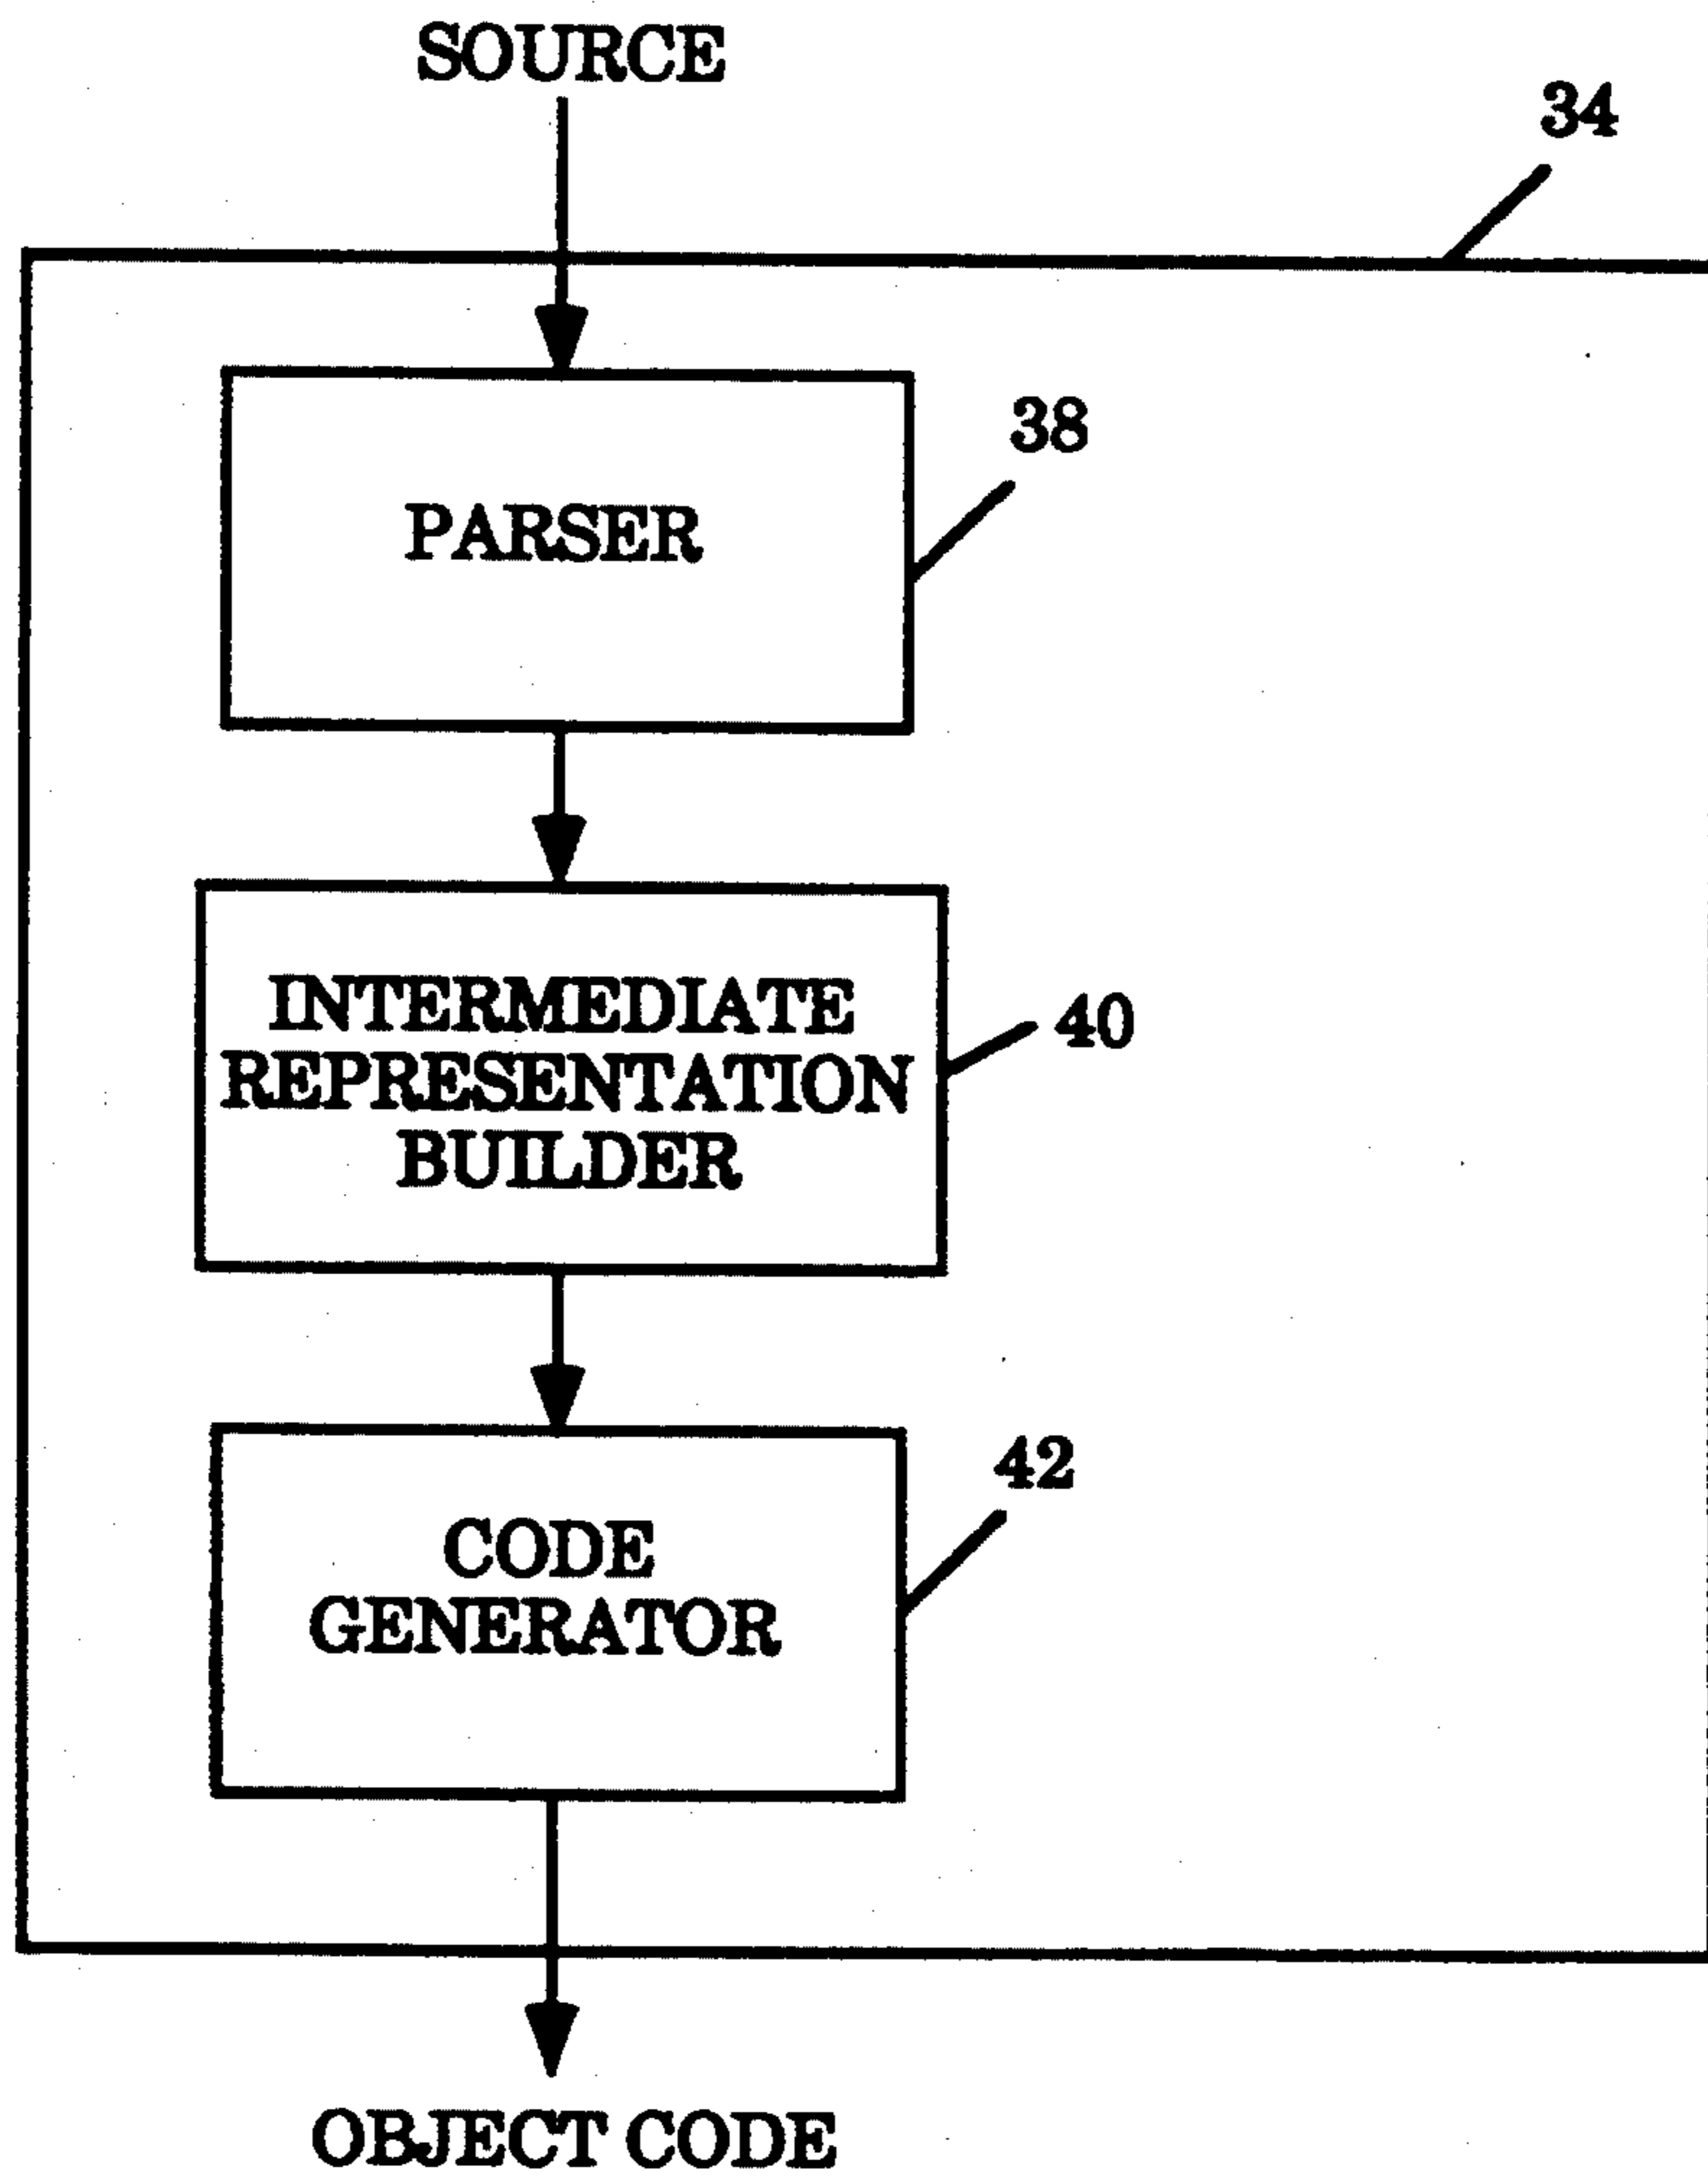 SOURCE
34
38
PARSER
INTERMEDIATE
REPRESENTATION
BUILDER
40
42
CODE
GENERATOR
OBJECT CODE